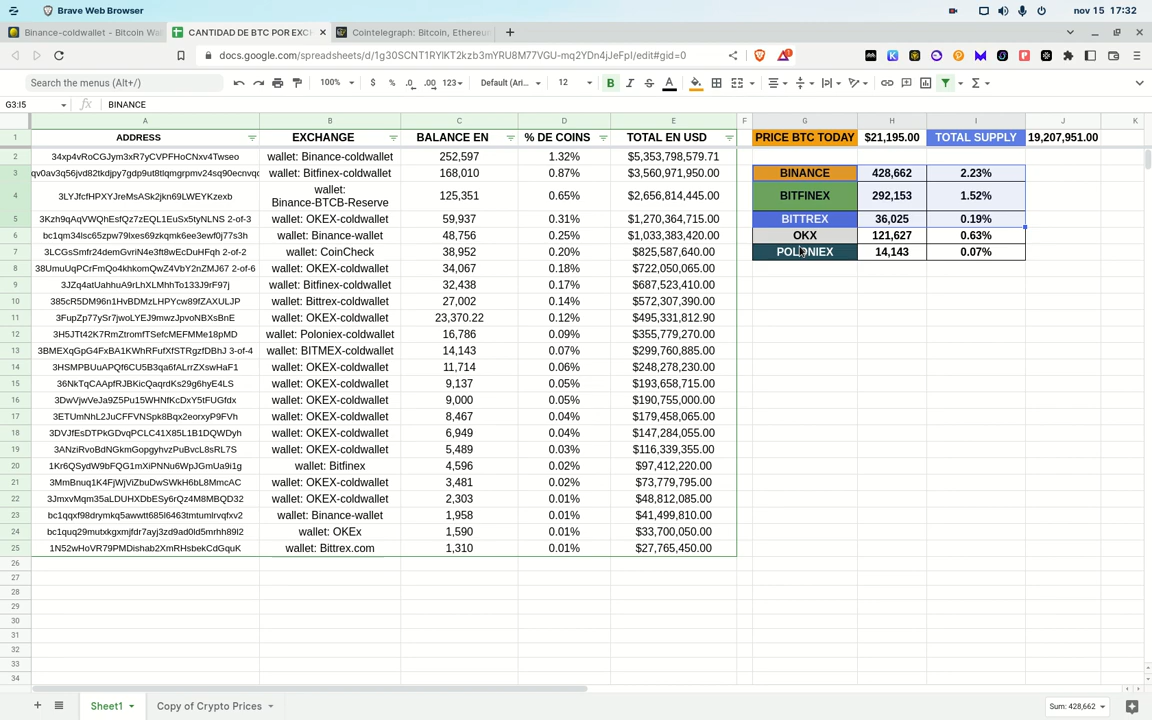 Brave Web Browser
nov 15 17:32
Binance-coldwallet - Bitcoin Wa
CANTIDAD DE BTC POR EXC
Cointelegraph: Bitcoin, Ethereu
docs.google.com/spreadsheets/d/1g30SCNT1RYlKT2kzb3mYRU8M77VGU-mq2YDn4jJeFpI/edit#gid=0
Search the menus (Alt+/)
100% $ % .0 .00 123 Default (Ari... 12 B I S A
G3:I5 fx BINANCE
A B C D E F G H I J K
1 ADDRESS EXCHANGE BALANCE EN % DE COINS TOTAL EN USD PRICE BTC TODAY $21,195.00 TOTAL SUPPLY 19,207,951.00
2 34xp4vRoCGJym3xR7yCVPFHoCNxv4Twseo wallet: Binance-coldwallet 252,597 1.32% $5,353,798,579.71
3 qv0av3q56jvd82tkdjpy7gdp9ut8tlqmgrpmv24sq90ecnvqc wallet: Bitfinex-coldwallet 168,010 0.87% $3,560,971,950.00 BINANCE 428,662 2.23%
4 3LYJfcfHPXYJreMsASk2jkn69LWEYKzexb wallet: Binance-BTCB-Reserve 125,351 0.65% $2,656,814,445.00 BITFINEX 292,153 1.52%
5 3Kzh9qAqVWQhEsfQz7zEQL1EuSx5tyNLNS 2-of-3 wallet: OKEX-coldwallet 59,937 0.31% $1,270,364,715.00 BITTREX 36,025 0.19%
6 bc1qm34lsc65zpw79lxes69zkqmk6ee3ewf0j77s3h wallet: Binance-wallet 48,756 0.25% $1,033,383,420.00 OKX 121,627 0.63%
7 3LCGsSmfr24demGvriN4e3ft8wEcDuHFqh 2-of-2 wallet: CoinCheck 38,952 0.20% $825,587,640.00 POLONIEX 14,143 0.07%
8 38UmuUqPCrFmQo4khkomQwZ4VbY2nZMJ67 2-of-6 wallet: OKEX-coldwallet 34,067 0.18% $722,050,065.00
9 3JZq4atUahhuA9rLhXLMhhTo133J9rF97j wallet: Bitfinex-coldwallet 32,438 0.17% $687,523,410.00
10 385cR5DM96n1HvBDMzLHPYcw89fZAXULJP wallet: Bittrex-coldwallet 27,002 0.14% $572,307,390.00
11 3FupZp77ySr7jwoLYEJ9mwzJpvoNBXsBnE wallet: OKEX-coldwallet 23,370.22 0.12% $495,331,812.90
12 3H5JTt42K7RmZtromfTSefcMEFMMe18pMD wallet: Poloniex-coldwallet 16,786 0.09% $355,779,270.00
13 3BMEXqGpG4FxBA1KWhRFufXfSTRgzfDBhJ 3-of-4 wallet: BITMEX-coldwallet 14,143 0.07% $299,760,885.00
14 3HSMPBUuAPQf6CU5B3qa6fALrrZXswHaF1 wallet: OKEX-coldwallet 11,714 0.06% $248,278,230.00
15 36NkTqCAApfRJBKicQaqrdKs29g6hyE4LS wallet: OKEX-coldwallet 9,137 0.05% $193,658,715.00
16 3DwVjwVeJa9Z5Pu15WHNfKcDxY5tFUGfdx wallet: OKEX-coldwallet 9,000 0.05% $190,755,000.00
17 3ETUmNhL2JuCFFVNSpk8Bqx2eorxyP9FVh wallet: OKEX-coldwallet 8,467 0.04% $179,458,065.00
18 3DVJfEsDTPkGDvqPCLC41X85L1B1DQWDyh wallet: OKEX-coldwallet 6,949 0.04% $147,284,055.00
19 3ANziRvoBdNGkmGopgyhvzPuBvcL8sRL7S wallet: OKEX-coldwallet 5,489 0.03% $116,339,355.00
20 1Kr6QSydW9bFQG1mXiPNNu6WpJGmUa9i1g wallet: Bitfinex 4,596 0.02% $97,412,220.00
21 3MmBnuq1K4FjWjViZbuDwSWkH6bL8MmcAC wallet: OKEX-coldwallet 3,481 0.02% $73,779,795.00
22 3JmxvMqm35aLDUHXDbESy6rQz4M8MBQD32 wallet: OKEX-coldwallet 2,303 0.01% $48,812,085.00
23 bc1qqxf98drymkq5awwtt685l6463tmtumlrvqfxv2 wallet: Binance-wallet 1,958 0.01% $41,499,810.00
24 bc1quq29mutxkgxmjfdr7ayj3zd9ad0ld5mrhh89l2 wallet: OKEx 1,590 0.01% $33,700,050.00
25 1N52wHoVR79PMDishab2XmRHsbekCdGquK wallet: Bittrex.com 1,310 0.01% $27,765,450.00
26
27
28
29
30
31
32
33
34
Sheet1 Copy of Crypto Prices Sum: 428,662